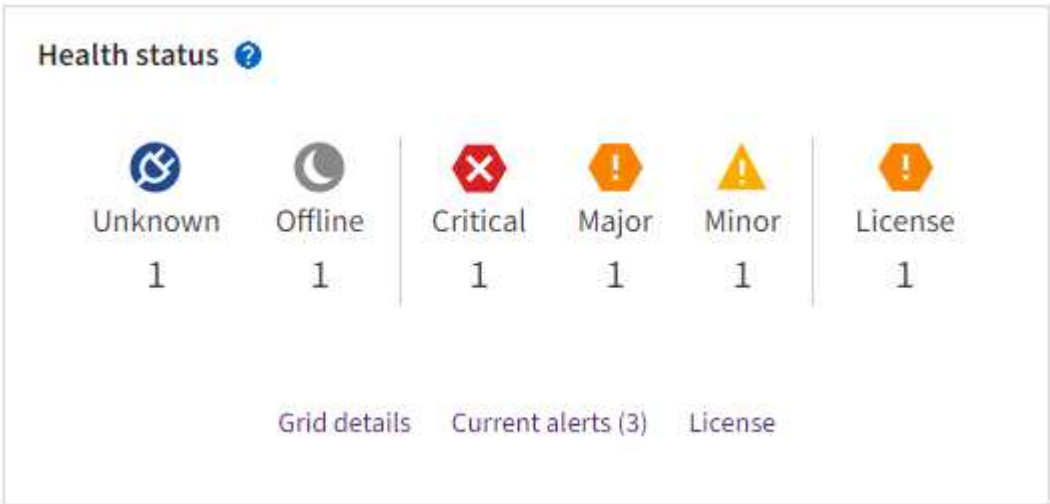 Health status ?
Unknown Offline Critical Major Minor License
1 1 1 1 1 1
Grid details Current alerts (3) License